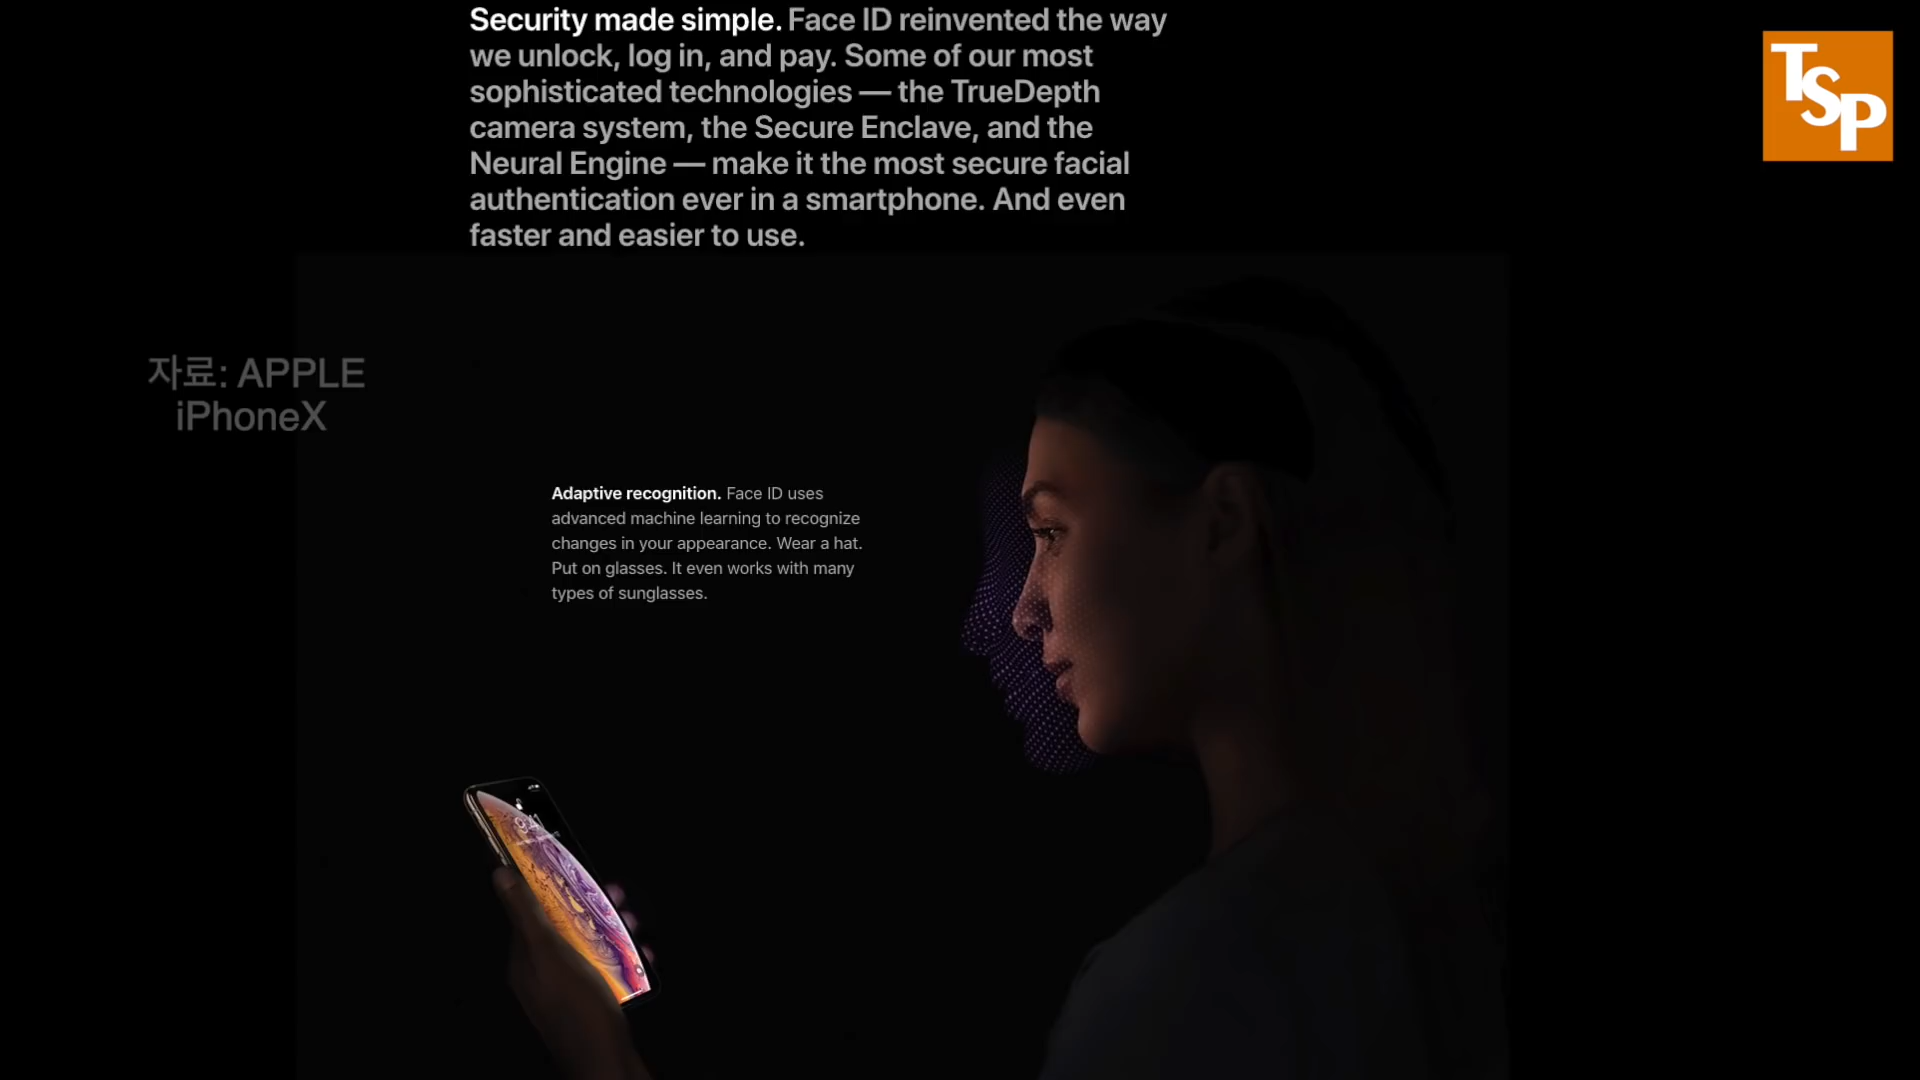 Security made simple. Face ID reinvented the way
we unlock, log in, and pay. Some of our most
sophisticated technologies — the TrueDepth
camera system, the Secure Enclave, and the
Neural Engine — make it the most secure facial
authentication ever in a smartphone. And even
faster and easier to use.
TSP
자료: APPLE
iPhoneX
Adaptive recognition. Face ID uses
advanced machine learning to recognize
changes in your appearance. Wear a hat.
Put on glasses. It even works with many
types of sunglasses.